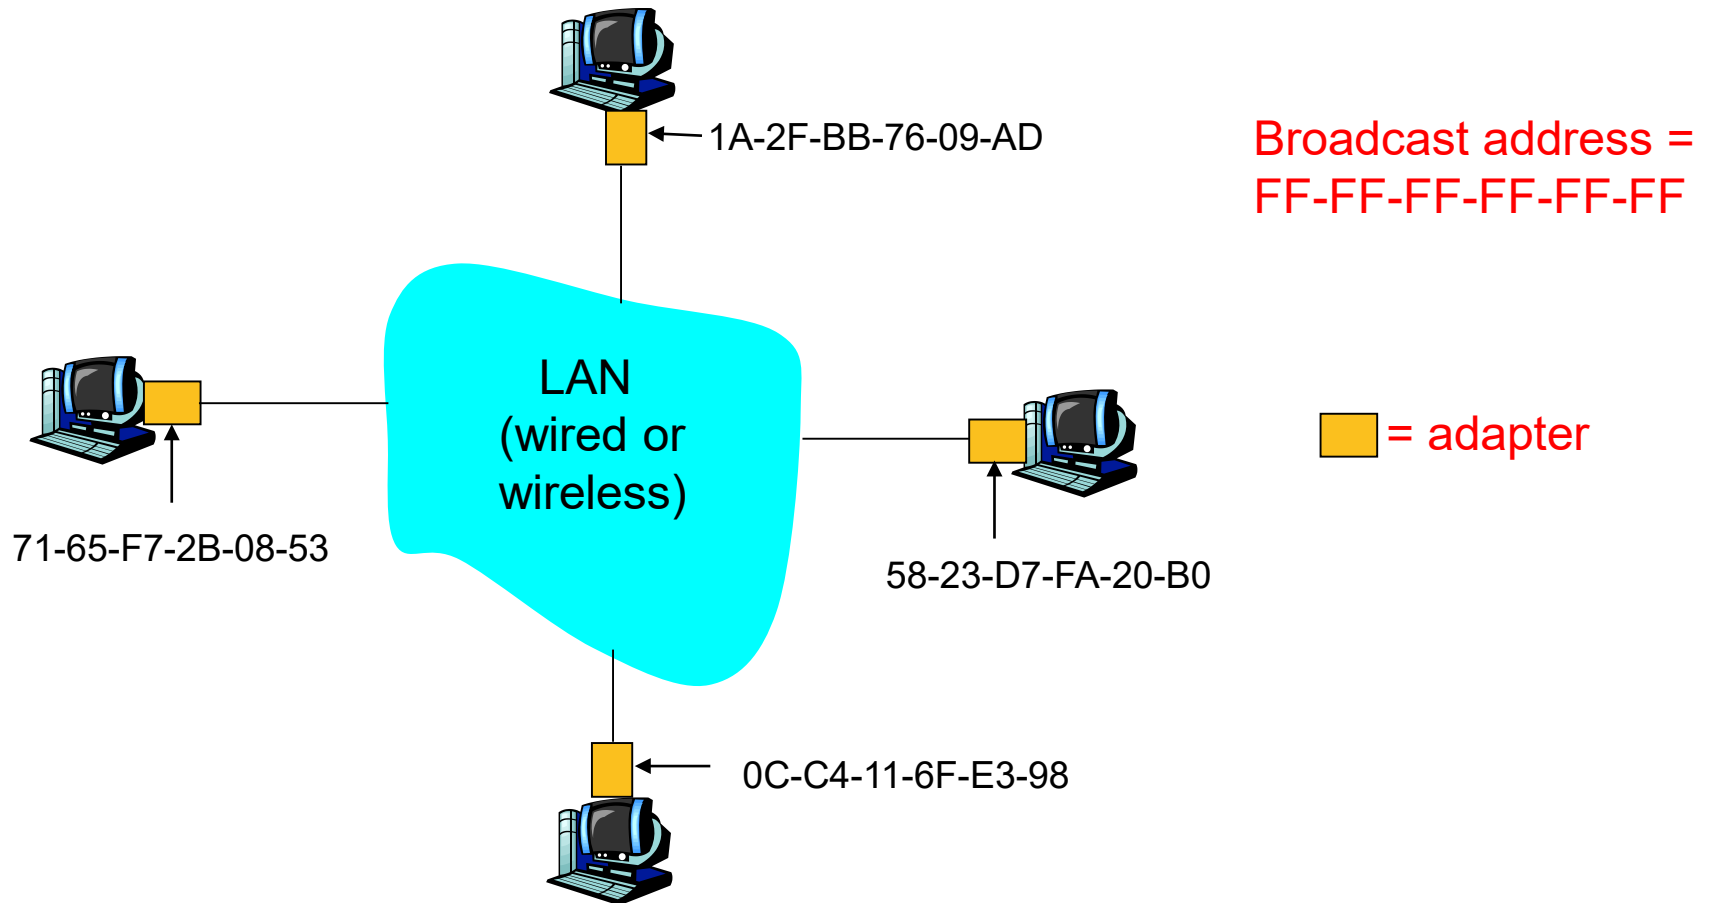 1A-2F-BB-76-09-AD
Broadcast address =
FF-FF-FF-FF-FF-FF
LAN
(wired or
wireless)
= adapter
71-65-F7-2B-08-53
58-23-D7-FA-20-B0
0C-C4-11-6F-E3-98